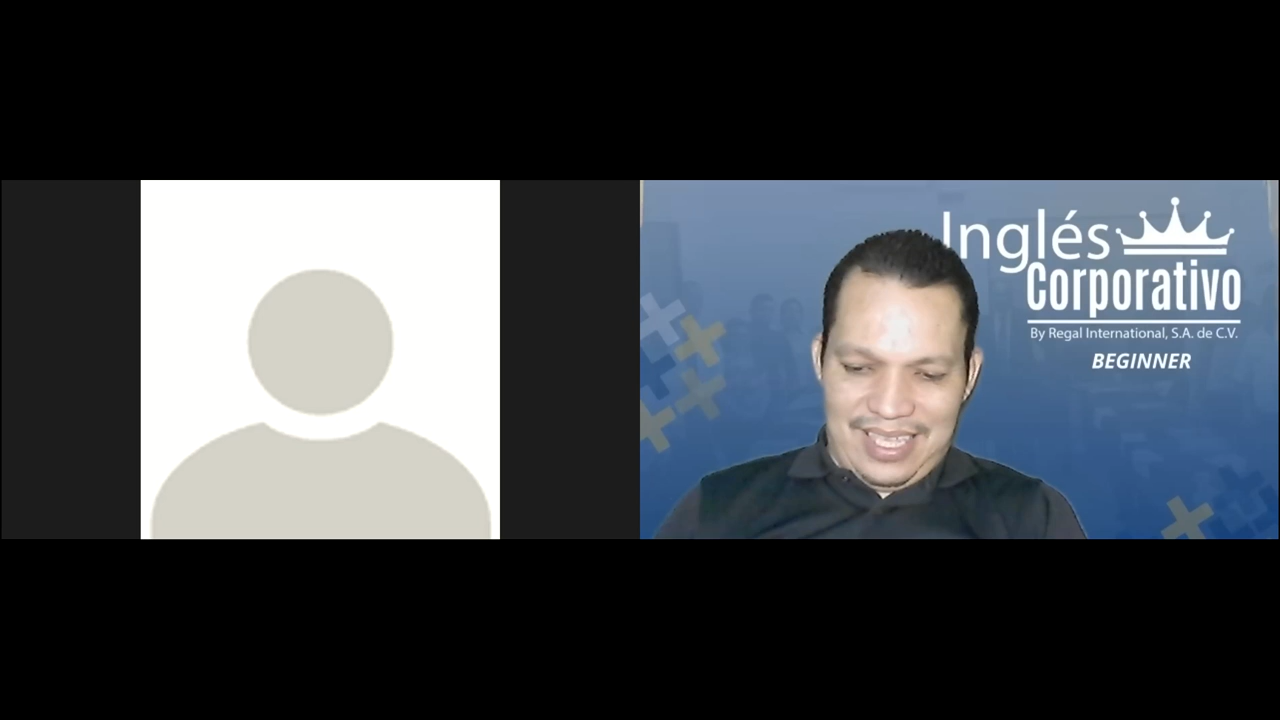 Inglés
Corporativo
By Regal International, S.A. de C.V.
BEGINNER